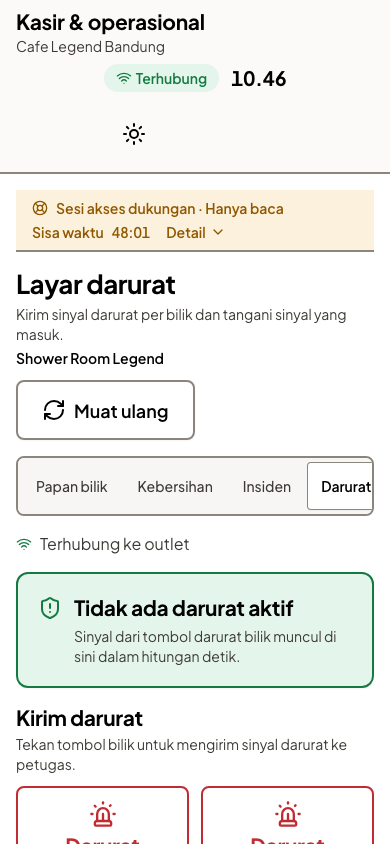 Kasir & operasional
Cafe Legend Bandung
Terhubung 10.46
Sesi akses dukungan · Hanya baca
Sisa waktu 48:01 Detail
Layar darurat
Kirim sinyal darurat per bilik dan tangani sinyal yang
masuk.
Shower Room Legend
Muat ulang
Papan bilik Kebersihan Insiden Darurat
Terhubung ke outlet
Tidak ada darurat aktif
Sinyal dari tombol darurat bilik muncul di
sini dalam hitungan detik.
Kirim darurat
Tekan tombol bilik untuk mengirim sinyal darurat ke
petugas.
Darurat Darurat